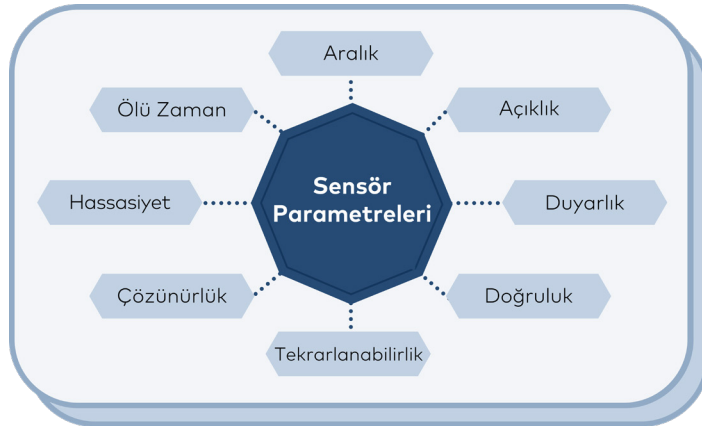 Aralık
Ölü Zaman
Açıklık
Hassasiyet
Sensör
Parametreleri
Duyarlık
Çözünürlük
Doğruluk
Tekrarlanabilirlik